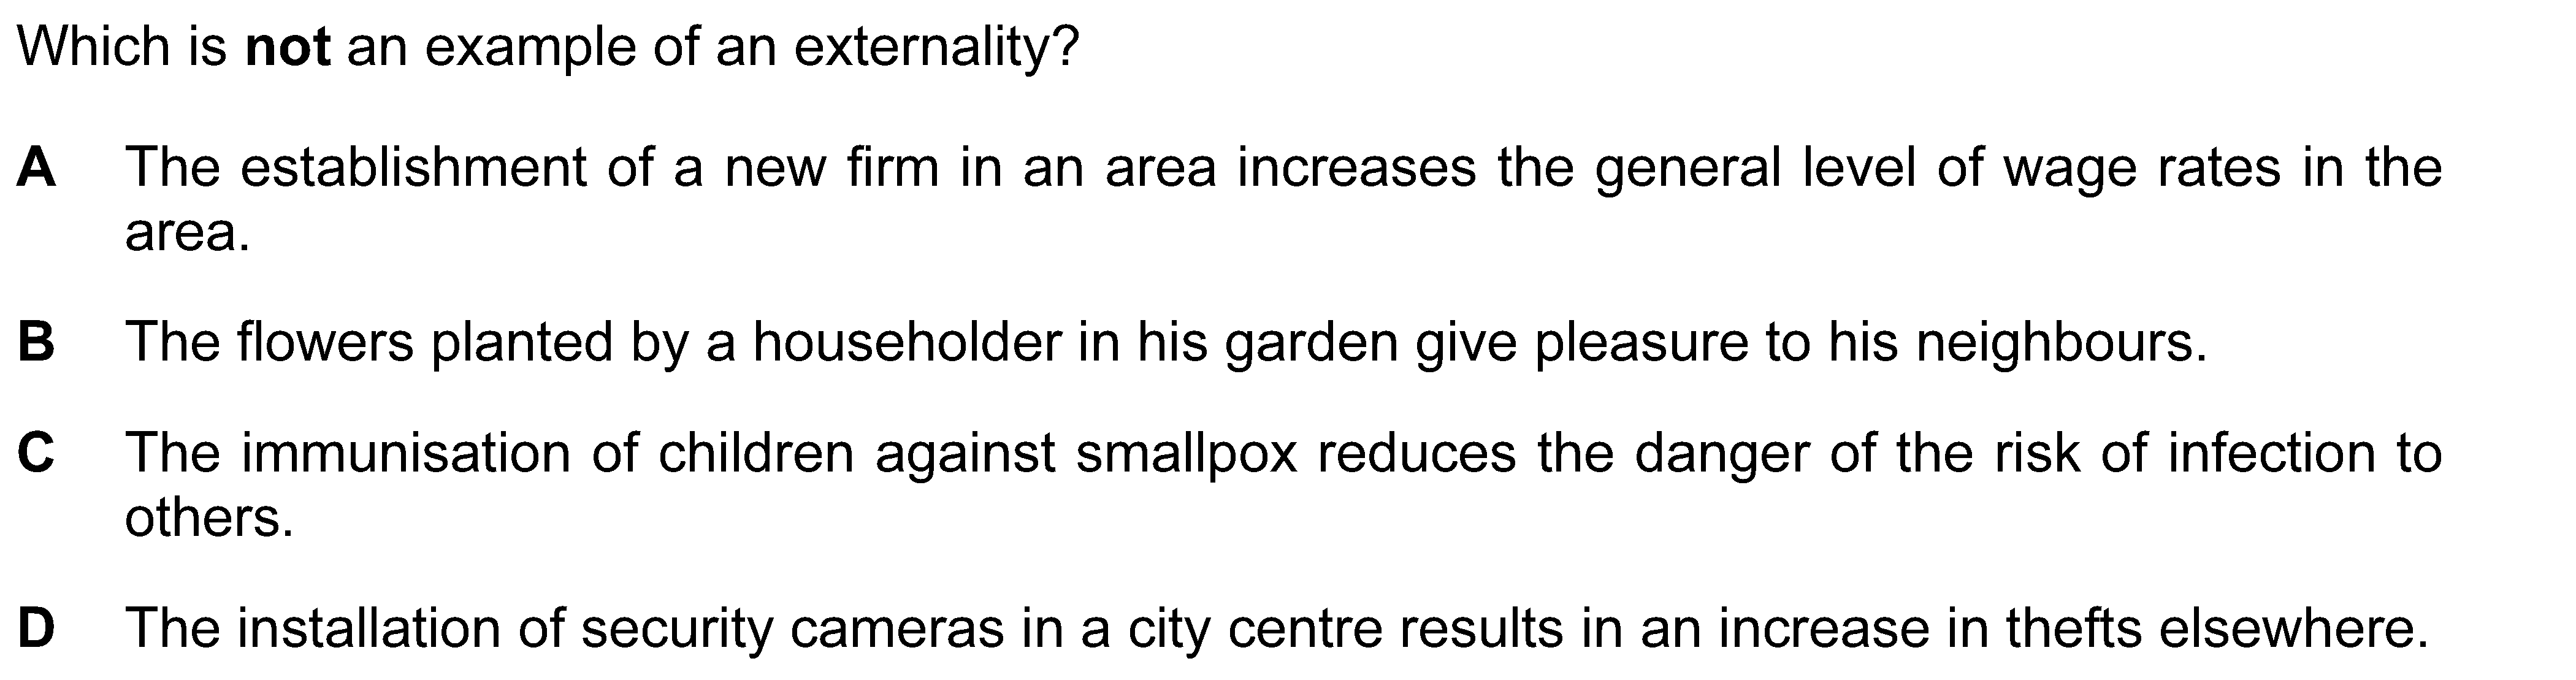 Which is not an example of an externality?
A The establishment of a new firm in an area increases the general level of wage rates in the
area.
B The flowers planted by a householder in his garden give pleasure to his neighbours.
C The immunisation of children against smallpox reduces the danger of the risk of infection to
others.
D The installation of security cameras in a city centre results in an increase in thefts elsewhere.